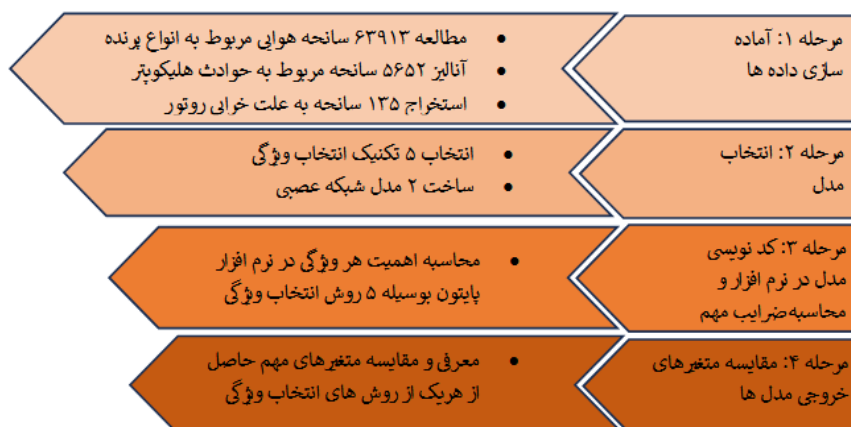 مرحله ۱: آماده
سازی داده ها
• مطالعه ۶۳۹۱۳ سانحه هوایی مربوط به انواع پرنده
• آنالیز ۵۶۵۲ سانحه مربوط به حوادث هلیکوپتر
• استخراج ۱۳۵ سانحه به علت خرابی روتور
مرحله ۲: انتخاب
مدل
• انتخاب ۵ تکنیک انتخاب ویژگی
• ساخت ۲ مدل شبکه عصبی
مرحله ۳: کد نویسی
مدل در نرم افزار و
محاسبه ضرایب مهم
• محاسبه اهمیت هر ویژگی در نرم افزار
پایتون بوسیله ۵ روش انتخاب ویژگی
مرحله ۴: مقایسه متغیرهای
خروجی مدل ها
• معرفی و مقایسه متغیرهای مهم حاصل
از هریک از روش های انتخاب ویژگی